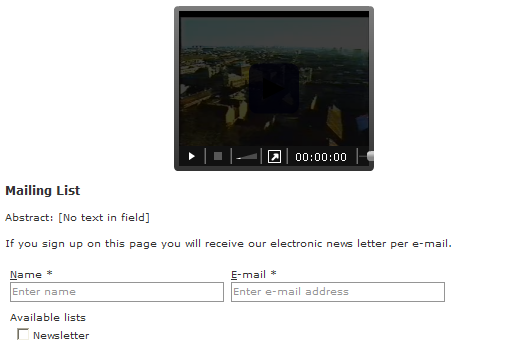 00:00:00
Mailing List
Abstract: [No text in field]
If you sign up on this page you will receive our electronic news letter per e-mail.
Name * E-mail *
Enter name Enter e-mail address
Available lists
Newsletter